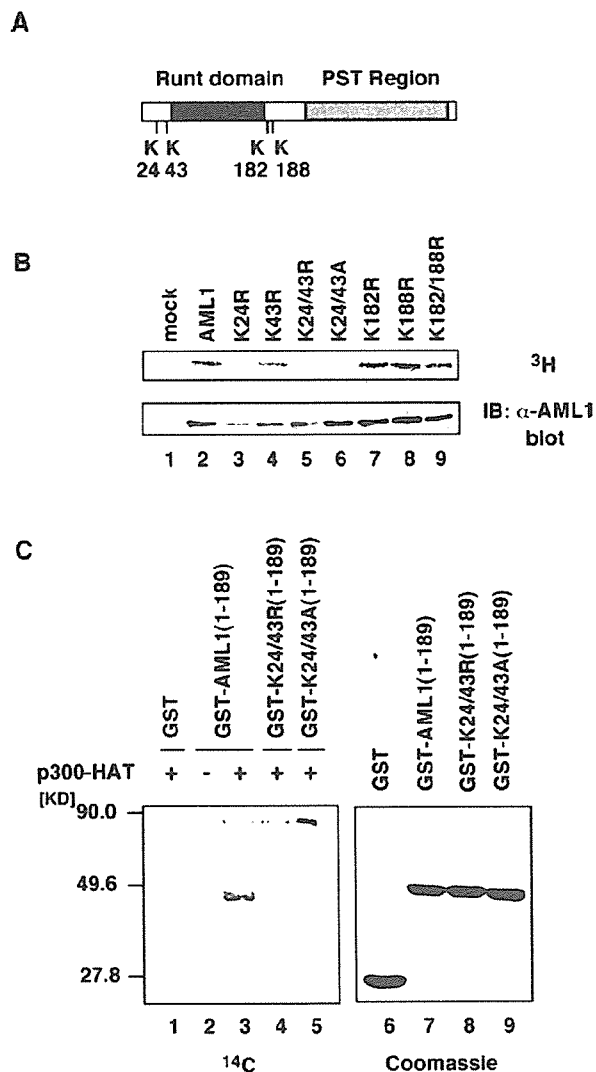 A
Runt domain PST Region
K K K K
24 43 182 188
B
mock
AML1
K24R
K43R
K24/43R
K24/43A
K182R
K188R
K182/188R
³H
IB: α-AML1
blot
1 2 3 4 5 6 7 8 9
C
GST
GST-AML1(1-189)
GST-K24/43R(1-189)
GST-K24/43A(1-189)
GST
GST-AML1(1-189)
GST-K24/43R(1-189)
GST-K24/43A(1-189)
p300-HAT + - + + +
[KD]
90.0
49.6
27.8
1 2 3 4 5 6 7 8 9
¹⁴C Coomassie